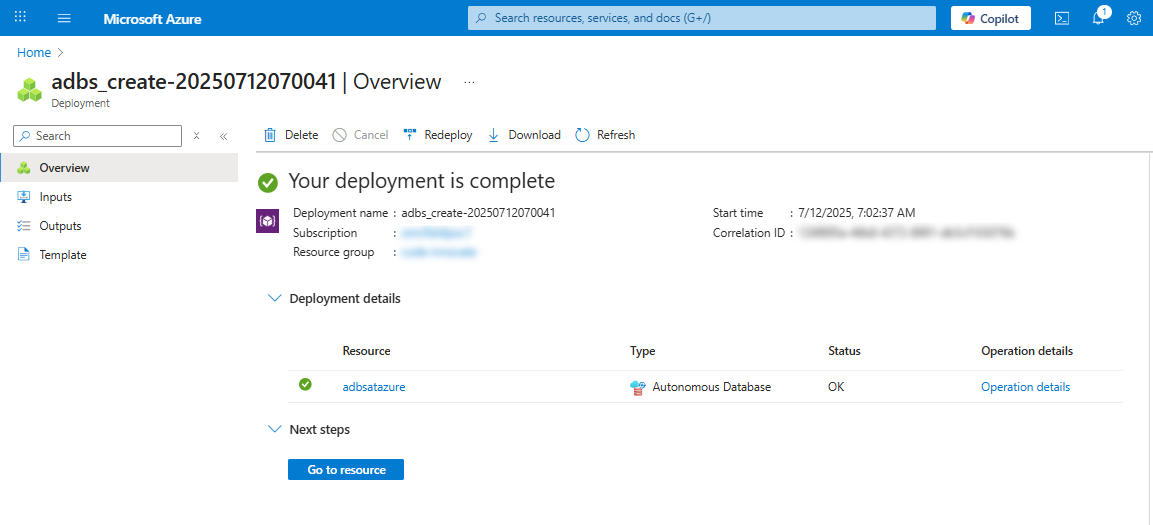 Microsoft Azure
Search resources, services, and docs (G+/)
Copilot
1
Home
adbs_create-20250712070041 | Overview ...
Deployment
Search
Delete Cancel Redeploy Download Refresh
Overview
Inputs
Outputs
Template
Your deployment is complete
Deployment name : adbs_create-20250712070041
Subscription :
Resource group :
Start time : 7/12/2025, 7:02:37 AM
Correlation ID :
Deployment details
Resource Type Status Operation details
adbsatazure Autonomous Database OK Operation details
Next steps
Go to resource